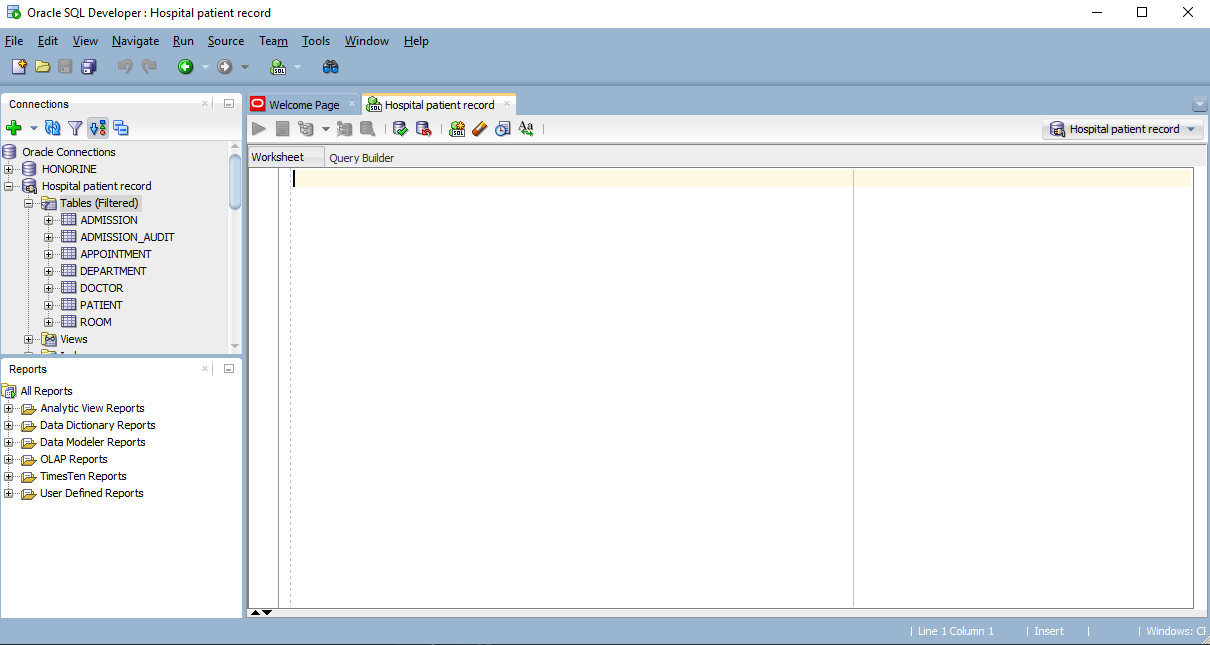 Oracle SQL Developer : Hospital patient record
File Edit View Navigate Run Source Team Tools Window Help
Connections
Oracle Connections
HONORINE
Hospital patient record
Tables (Filtered)
ADMISSION
ADMISSION_AUDIT
APPOINTMENT
DEPARTMENT
DOCTOR
PATIENT
ROOM
Views
Reports
All Reports
Analytic View Reports
Data Dictionary Reports
Data Modeler Reports
OLAP Reports
TimesTen Reports
User Defined Reports
Welcome Page Hospital patient record
Hospital patient record
Worksheet Query Builder
| Line 1 Column 1 | Insert | | Windows: CR